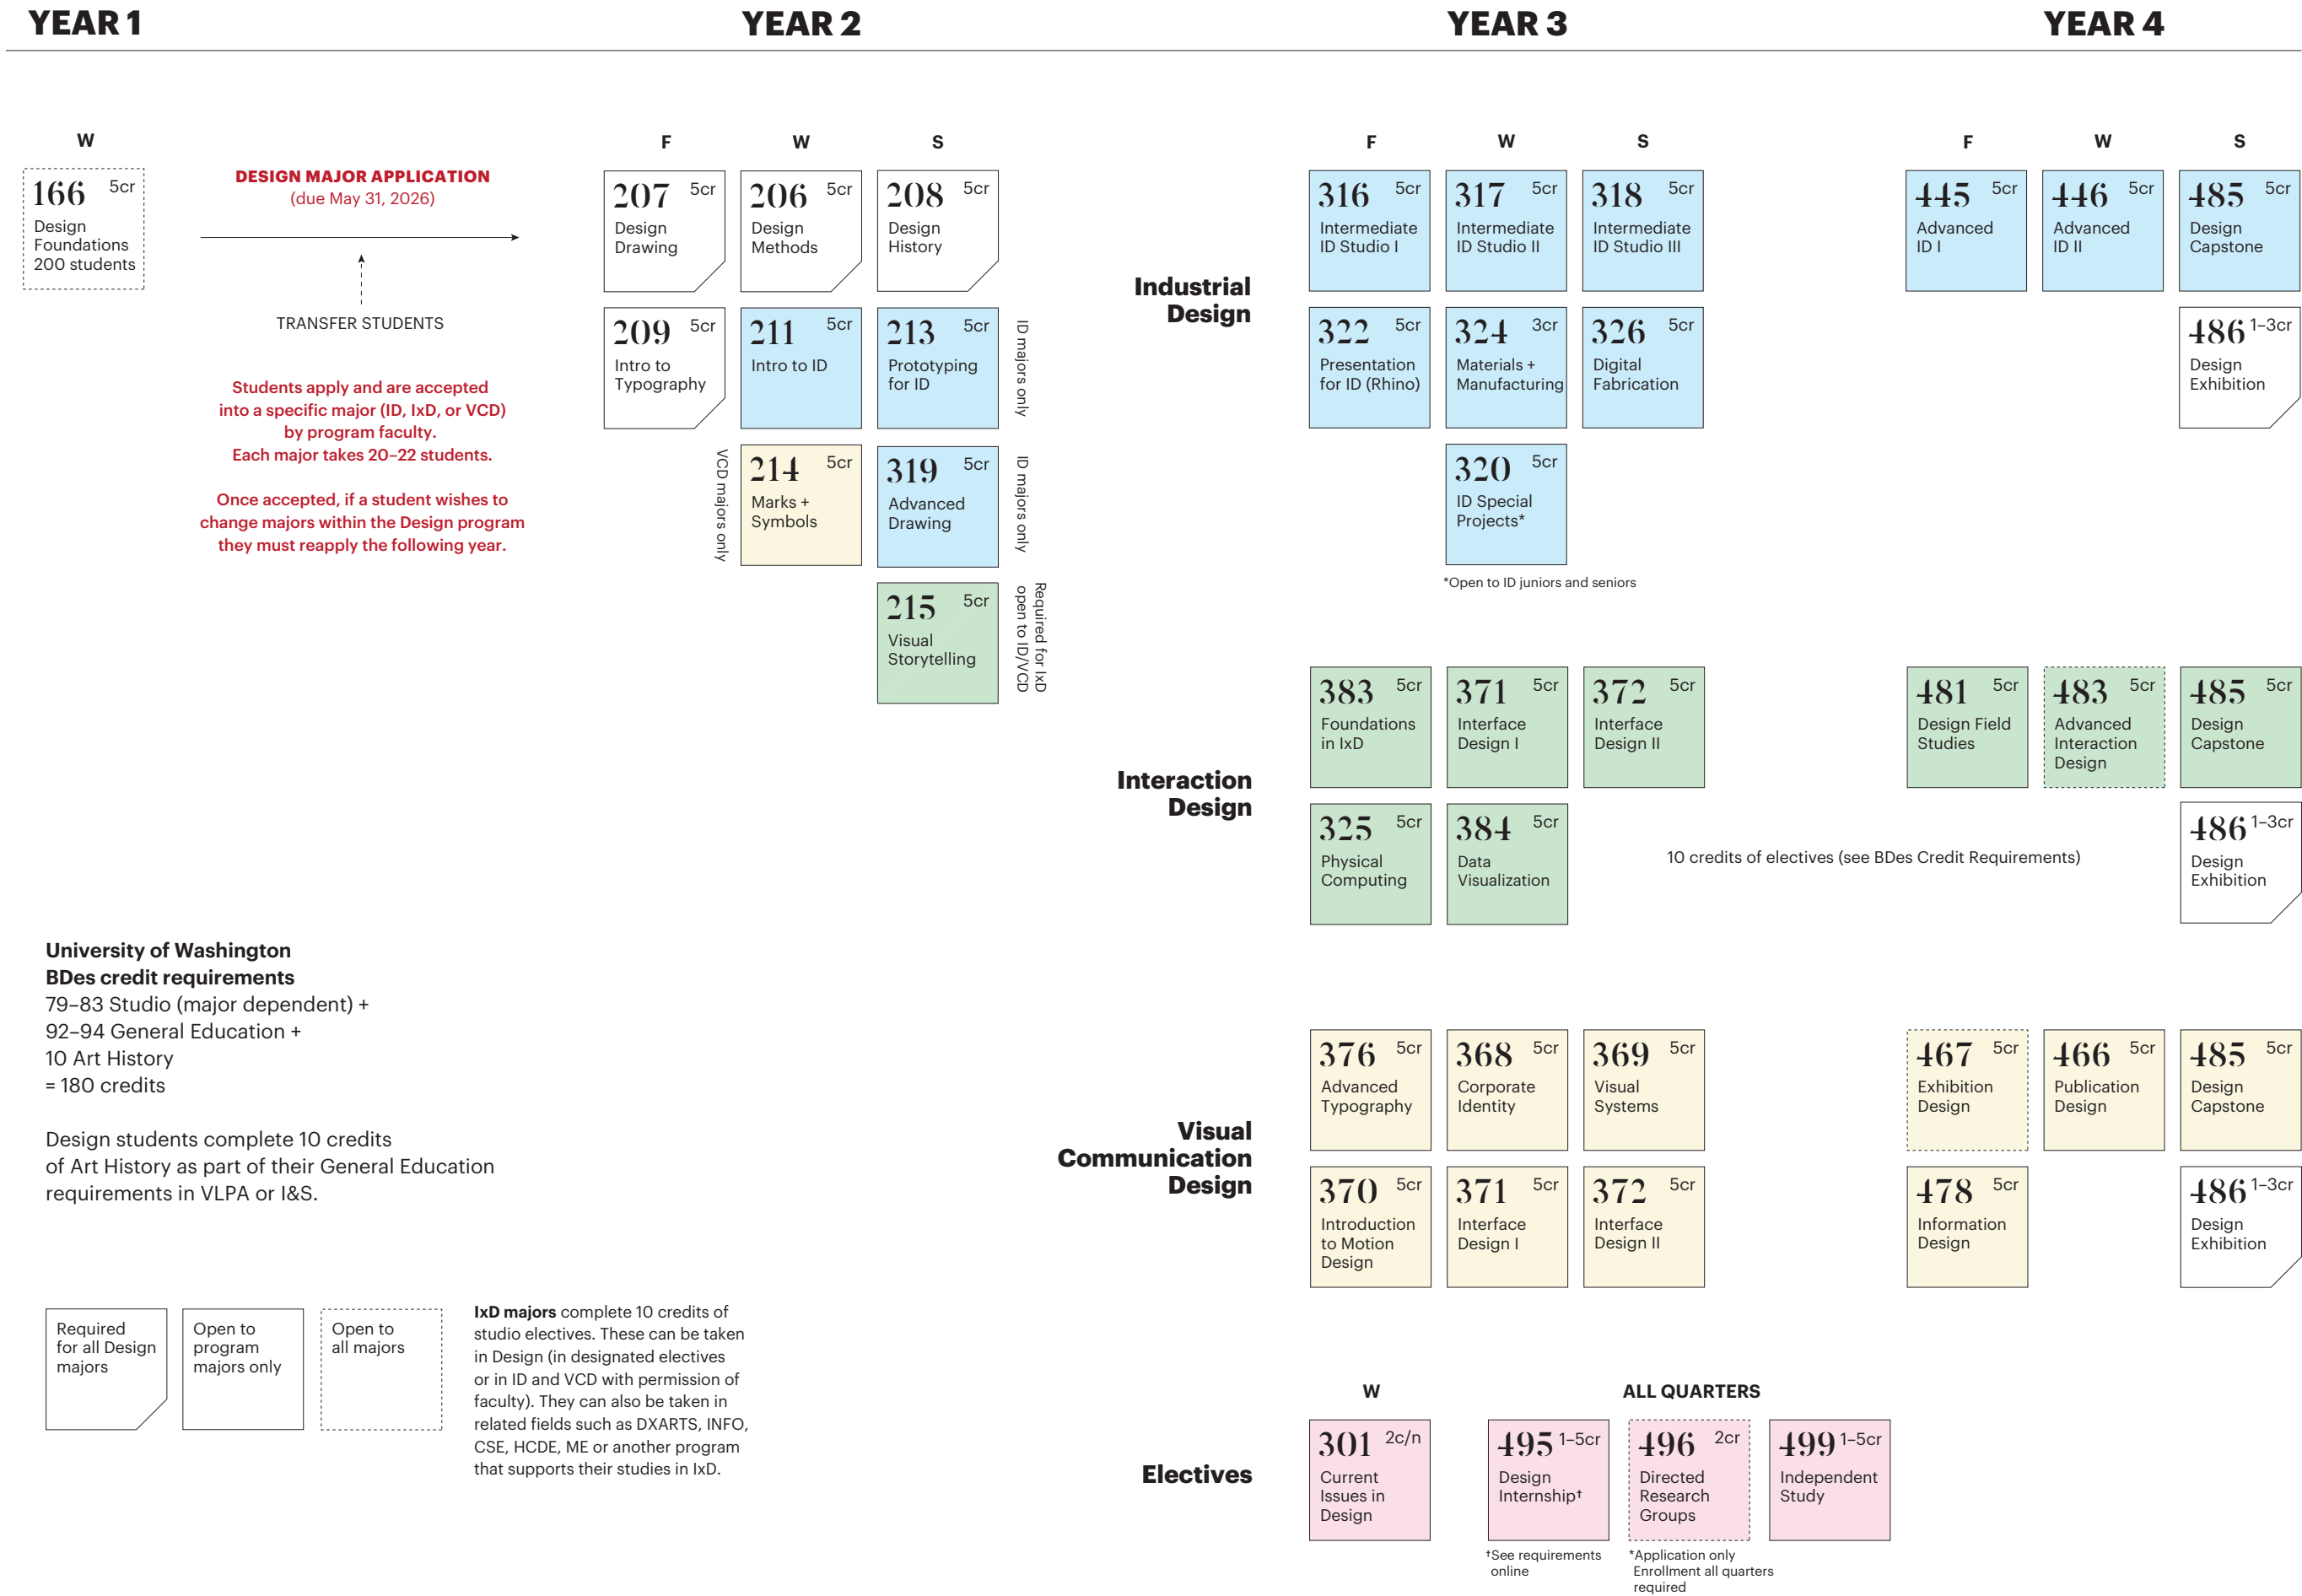 YEAR 1
YEAR 2
YEAR 3
YEAR 4
W
166 5cr
Design
Foundations
200 students
DESIGN MAJOR APPLICATION
(due May 31, 2026)
TRANSFER STUDENTS
Students apply and are accepted
into a specific major (ID, IxD, or VCD)
by program faculty.
Each major takes 20–22 students.
Once accepted, if a student wishes to
change majors within the Design program
they must reapply the following year.
F
W
S
207 5cr
Design
Drawing
206 5cr
Design
Methods
208 5cr
Design
History
209 5cr
Intro to
Typography
211 5cr
Intro to ID
213 5cr
Prototyping
for ID
ID majors only
VCD majors only
214 5cr
Marks +
Symbols
319 5cr
Advanced
Drawing
ID majors only
215 5cr
Visual
Storytelling
Required for IxD
open to ID/VCD
Industrial
Design
F
W
S
316 5cr
Intermediate
ID Studio I
317 5cr
Intermediate
ID Studio II
318 5cr
Intermediate
ID Studio III
322 5cr
Presentation
for ID (Rhino)
324 3cr
Materials +
Manufacturing
326 5cr
Digital
Fabrication
320 5cr
ID Special
Projects*
*Open to ID juniors and seniors
F
W
S
445 5cr
Advanced
ID I
446 5cr
Advanced
ID II
485 5cr
Design
Capstone
486 1–3cr
Design
Exhibition
Interaction
Design
383 5cr
Foundations
in IxD
371 5cr
Interface
Design I
372 5cr
Interface
Design II
325 5cr
Physical
Computing
384 5cr
Data
Visualization
10 credits of electives (see BDes Credit Requirements)
481 5cr
Design Field
Studies
483 5cr
Advanced
Interaction
Design
485 5cr
Design
Capstone
486 1–3cr
Design
Exhibition
University of Washington
BDes credit requirements
79–83 Studio (major dependent) +
92–94 General Education +
10 Art History
= 180 credits
Design students complete 10 credits
of Art History as part of their General Education
requirements in VLPA or I&S.
Visual
Communication
Design
376 5cr
Advanced
Typography
368 5cr
Corporate
Identity
369 5cr
Visual
Systems
370 5cr
Introduction
to Motion
Design
371 5cr
Interface
Design I
372 5cr
Interface
Design II
467 5cr
Exhibition
Design
466 5cr
Publication
Design
485 5cr
Design
Capstone
478 5cr
Information
Design
486 1–3cr
Design
Exhibition
Required
for all Design
majors
Open to
program
majors only
Open to
all majors
IxD majors complete 10 credits of
studio electives. These can be taken
in Design (in designated electives
or in ID and VCD with permission of
faculty). They can also be taken in
related fields such as DXARTS, INFO,
CSE, HCDE, ME or another program
that supports their studies in IxD.
Electives
W
ALL QUARTERS
301 2c/n
Current
Issues in
Design
495 1–5cr
Design
Internship†
496 2cr
Directed
Research
Groups
499 1–5cr
Independent
Study
†See requirements
online
*Application only
Enrollment all quarters
required